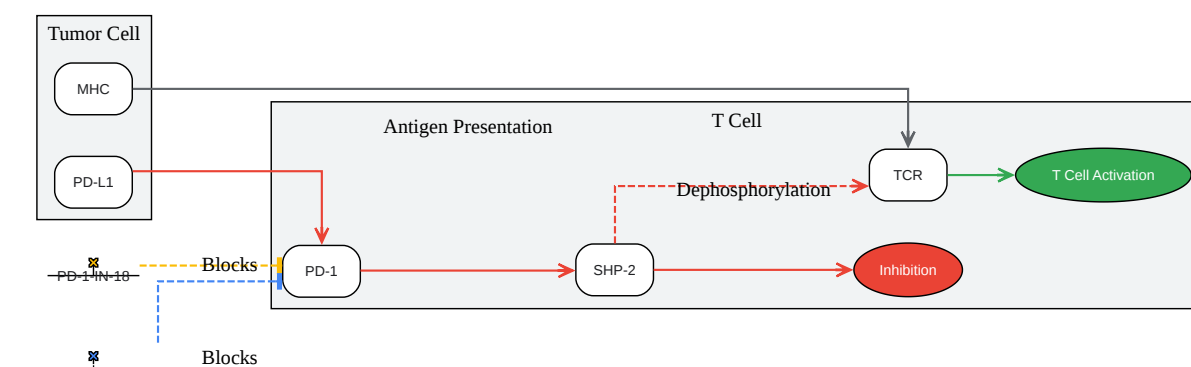 Tumor Cell
MHC
Antigen Presentation
T Cell
PD-L1
TCR
T Cell Activation
Dephosphorylation
PD-1-IN-18
Blocks
PD-1
SHP-2
Inhibition
Blocks